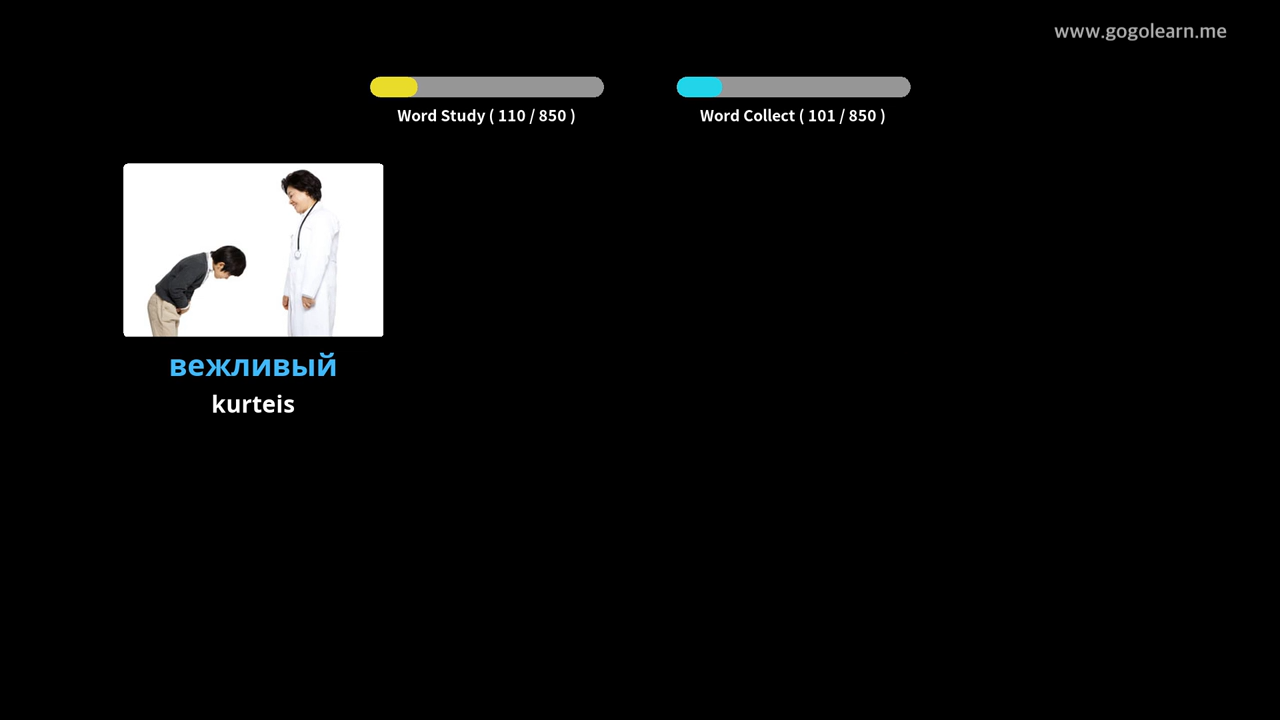 www.gogolearn.me
Word Study ( 110 / 850 )
Word Collect ( 101 / 850 )
вежливый
kurteis